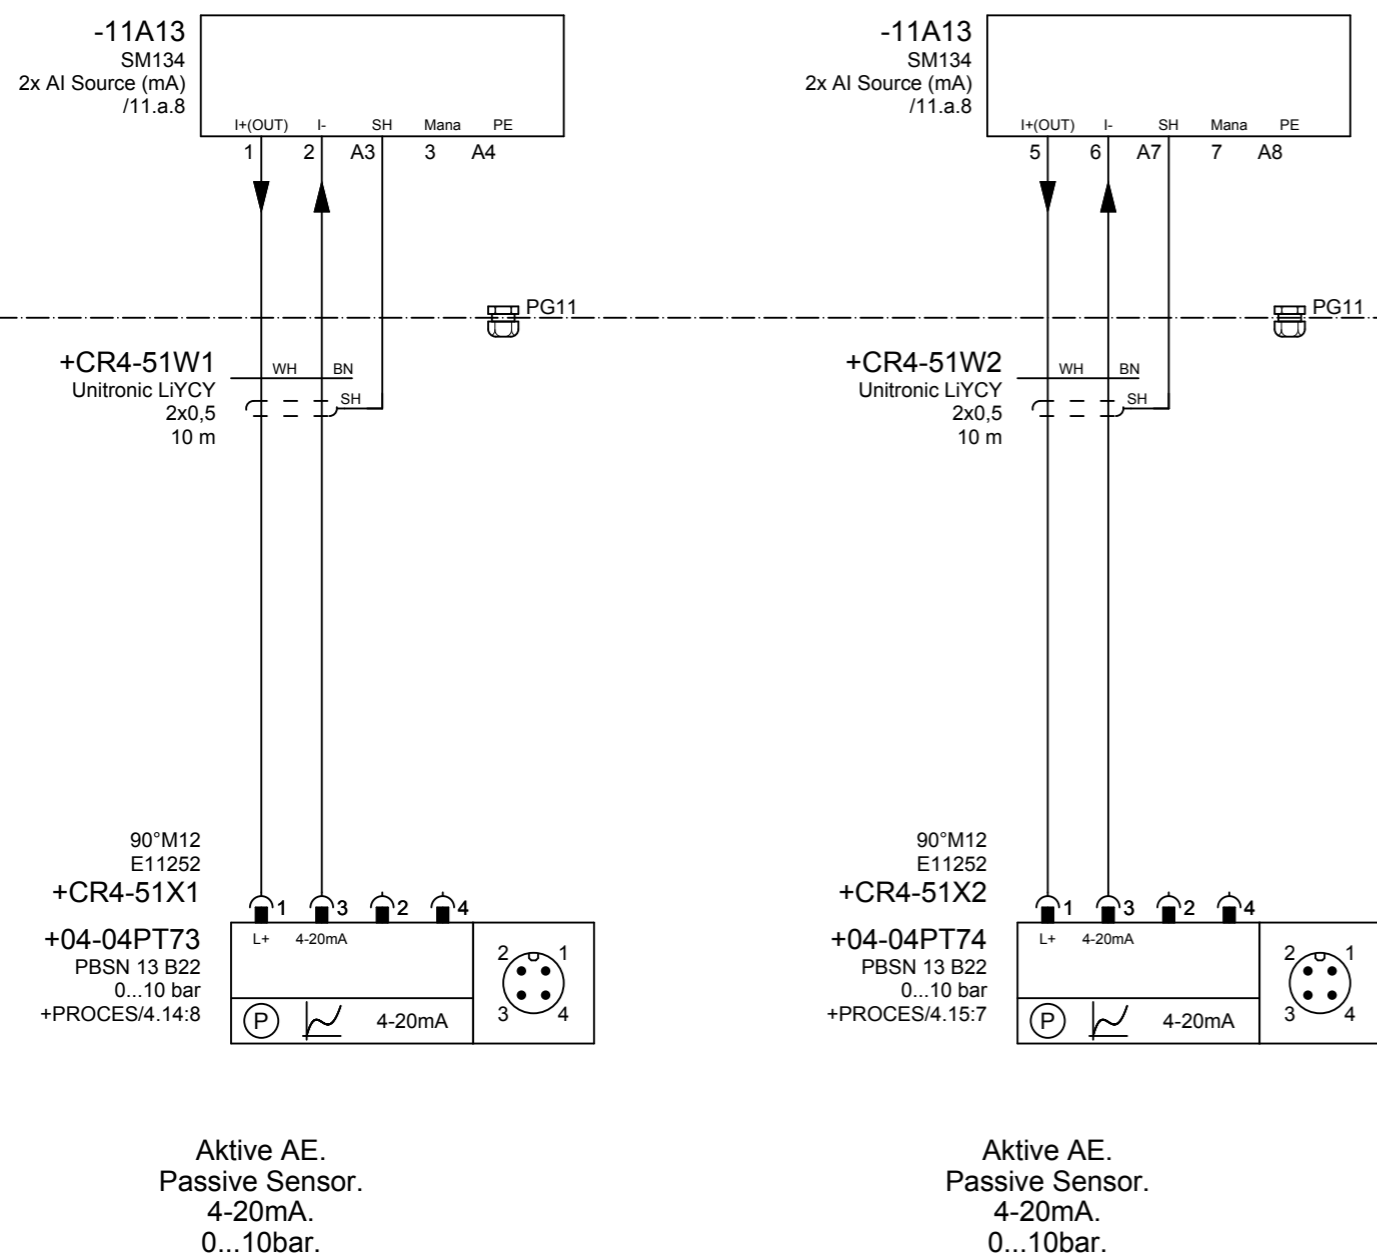 -11A13
SM134
2x AI Source (mA)
/11.a.8
I+(OUT) I- SH Mana PE
1 2 A3 3 A4
PG11
+CR4-51W1
Unitronic LiYCY
2x0,5
10 m
WH BN
SH
90°M12
E11252
+CR4-51X1
1 3 2 4
+04-04PT73
PBSN 13 B22
0...10 bar
+PROCES/4.14:8
L+ 4-20mA
P 4-20mA
2 1
3 4
Aktive AE.
Passive Sensor.
4-20mA.
0...10bar.
-11A13
SM134
2x AI Source (mA)
/11.a.8
I+(OUT) I- SH Mana PE
5 6 A7 7 A8
PG11
+CR4-51W2
Unitronic LiYCY
2x0,5
10 m
WH BN
SH
90°M12
E11252
+CR4-51X2
1 3 2 4
+04-04PT74
PBSN 13 B22
0...10 bar
+PROCES/4.15:7
L+ 4-20mA
P 4-20mA
2 1
3 4
Aktive AE.
Passive Sensor.
4-20mA.
0...10bar.